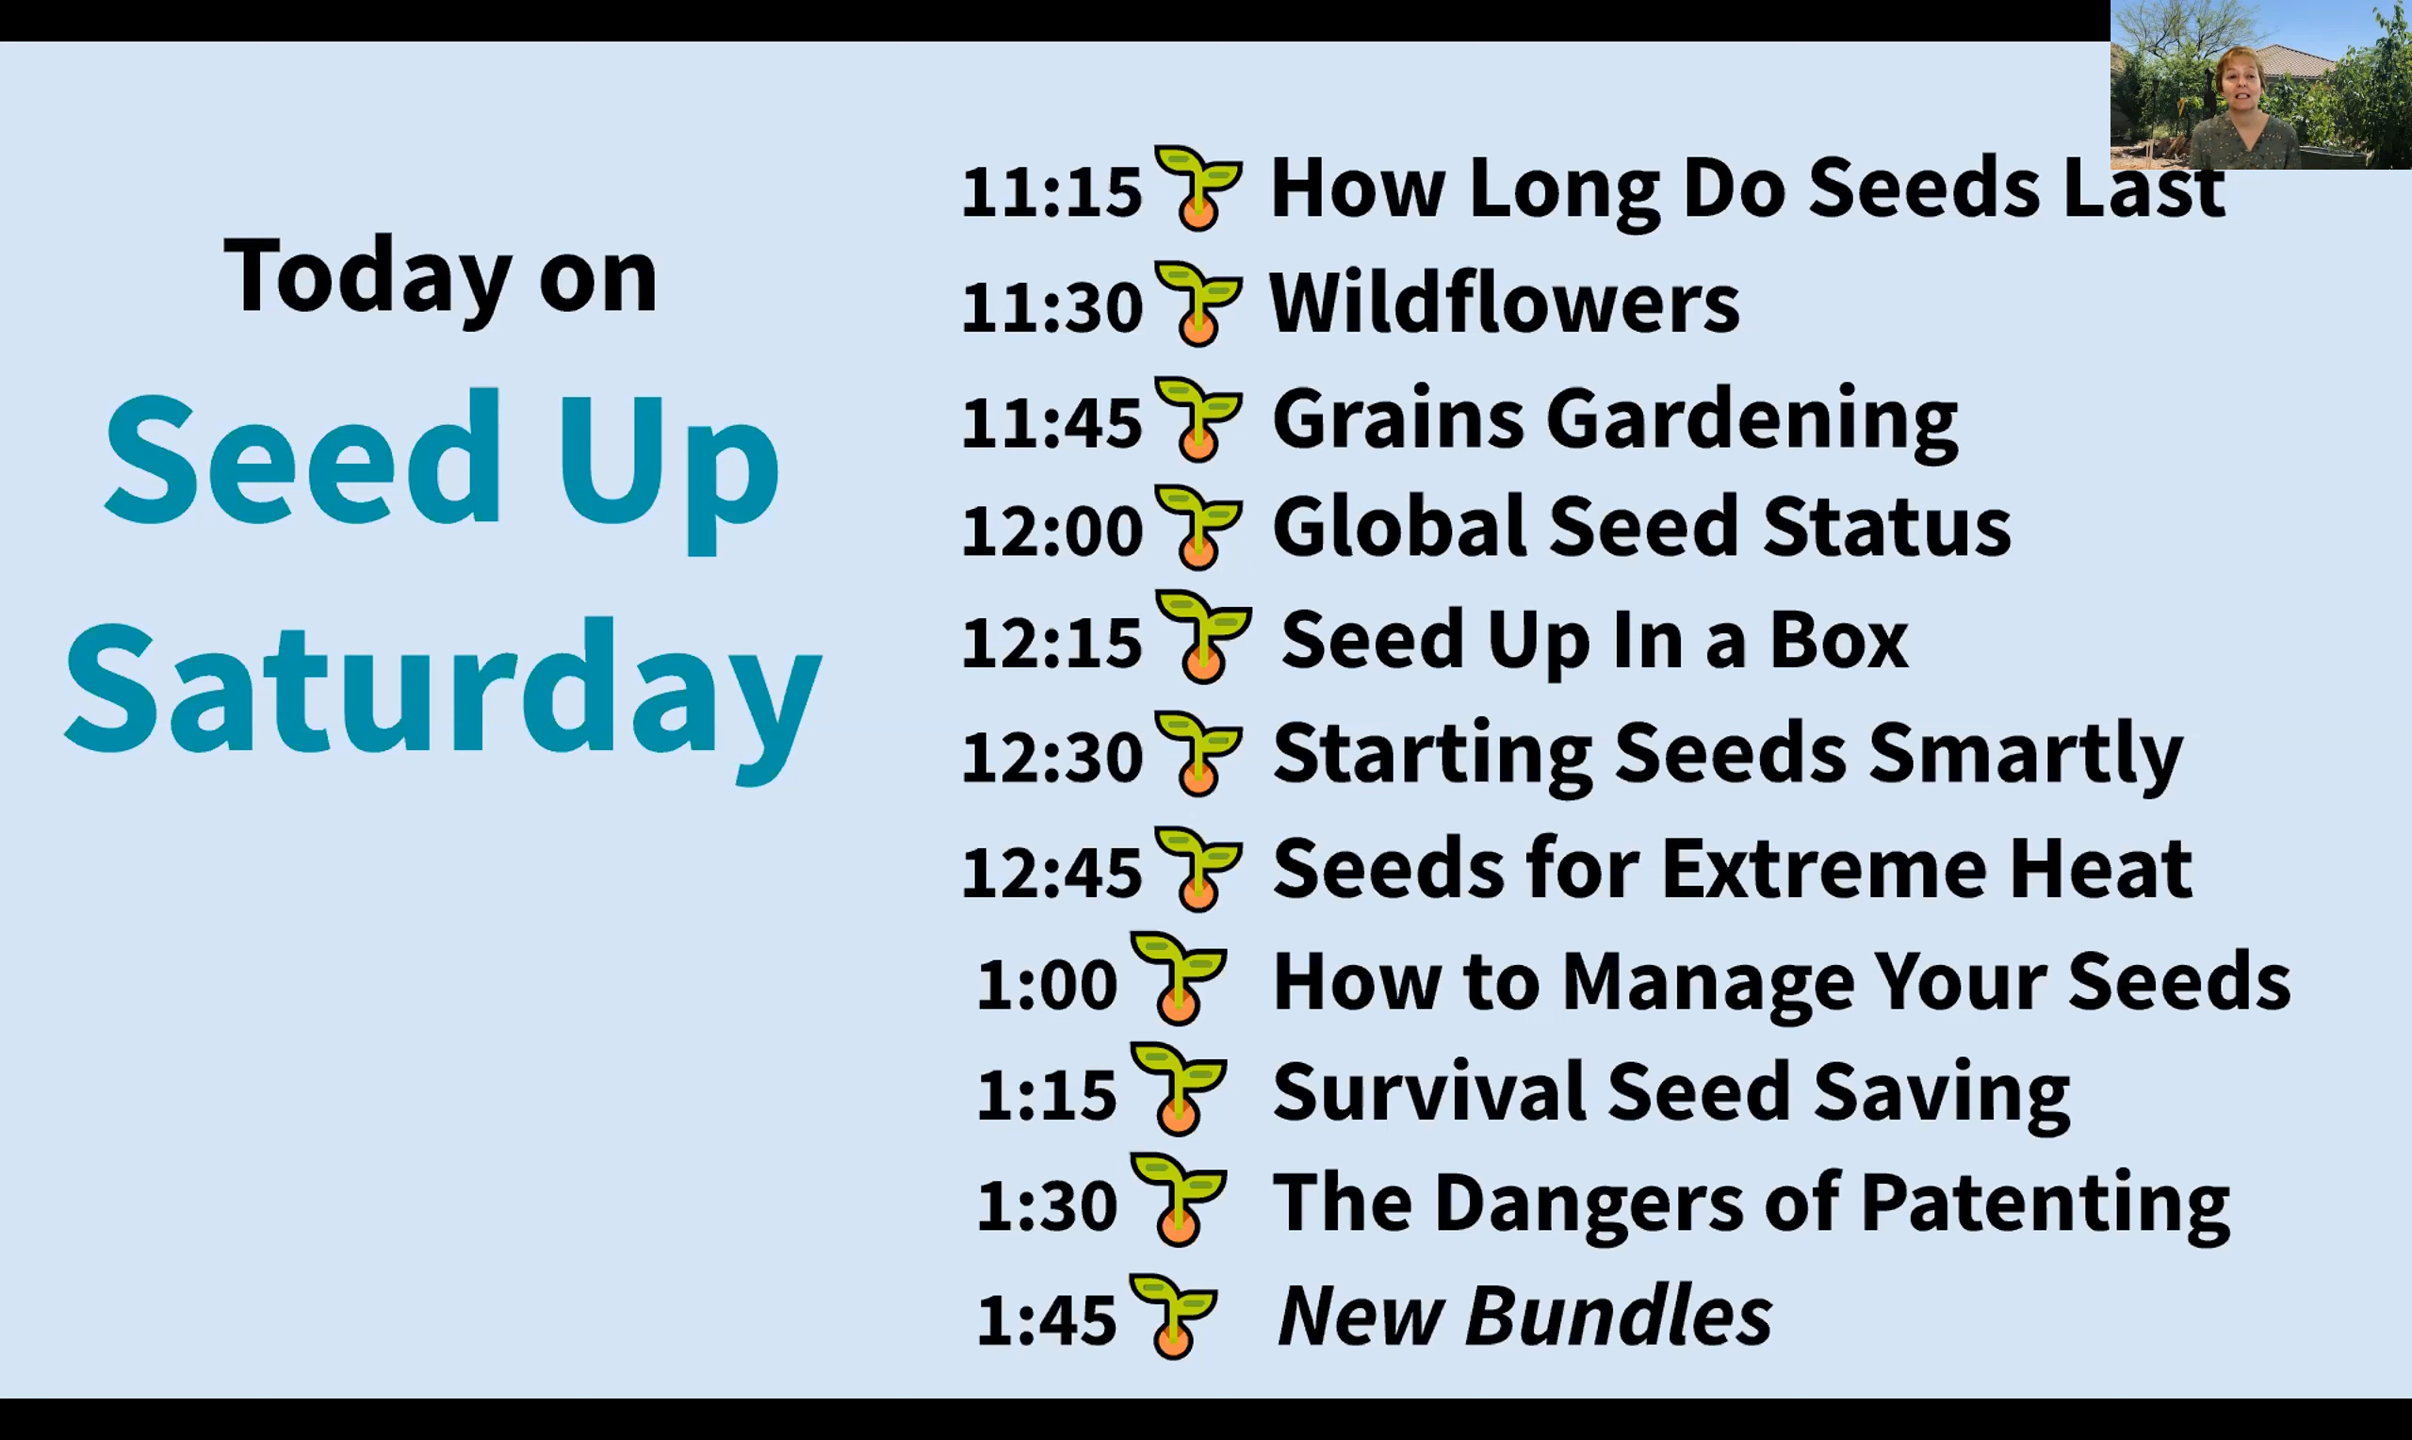 Today on
Seed Up
Saturday
11:15 How Long Do Seeds Last
11:30 Wildflowers
11:45 Grains Gardening
12:00 Global Seed Status
12:15 Seed Up In a Box
12:30 Starting Seeds Smartly
12:45 Seeds for Extreme Heat
1:00 How to Manage Your Seeds
1:15 Survival Seed Saving
1:30 The Dangers of Patenting
1:45 New Bundles